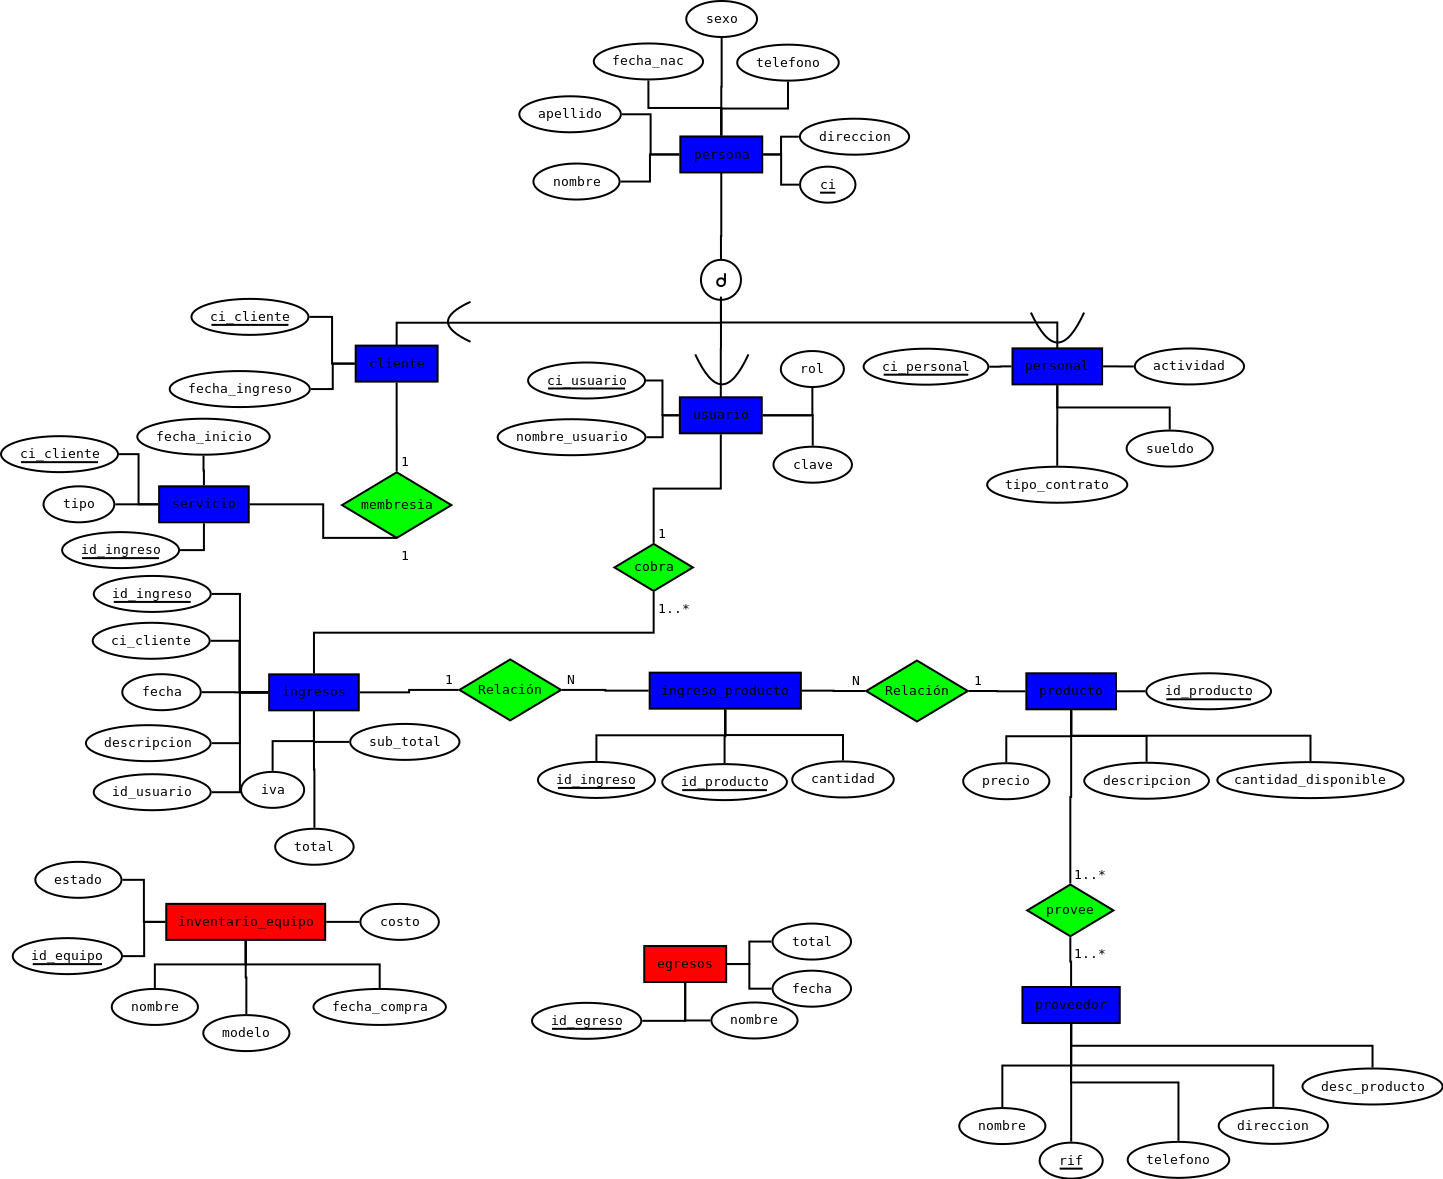 sexo
fecha_nac
telefono
apellido
direccion
persona
nombre
ci
d
ci_cliente
cliente
fecha_ingreso
ci_usuario
rol
usuario
nombre_usuario
clave
ci_personal
personal
actividad
sueldo
tipo_contrato
fecha_inicio
ci_cliente
tipo
servicio
id_ingreso
1
membresia
1
1
cobra
1..*
id_ingreso
ci_cliente
fecha
ingresos
descripcion
sub_total
id_usuario
iva
total
1
Relación
N
ingreso_producto
N
Relación
1
producto
id_producto
id_ingreso
id_producto
cantidad
precio
descripcion
cantidad_disponible
1..*
provee
1..*
estado
inventario_equipo
costo
id_equipo
nombre
modelo
fecha_compra
egresos
total
fecha
id_egreso
nombre
proveedor
desc_producto
nombre
direccion
rif
telefono